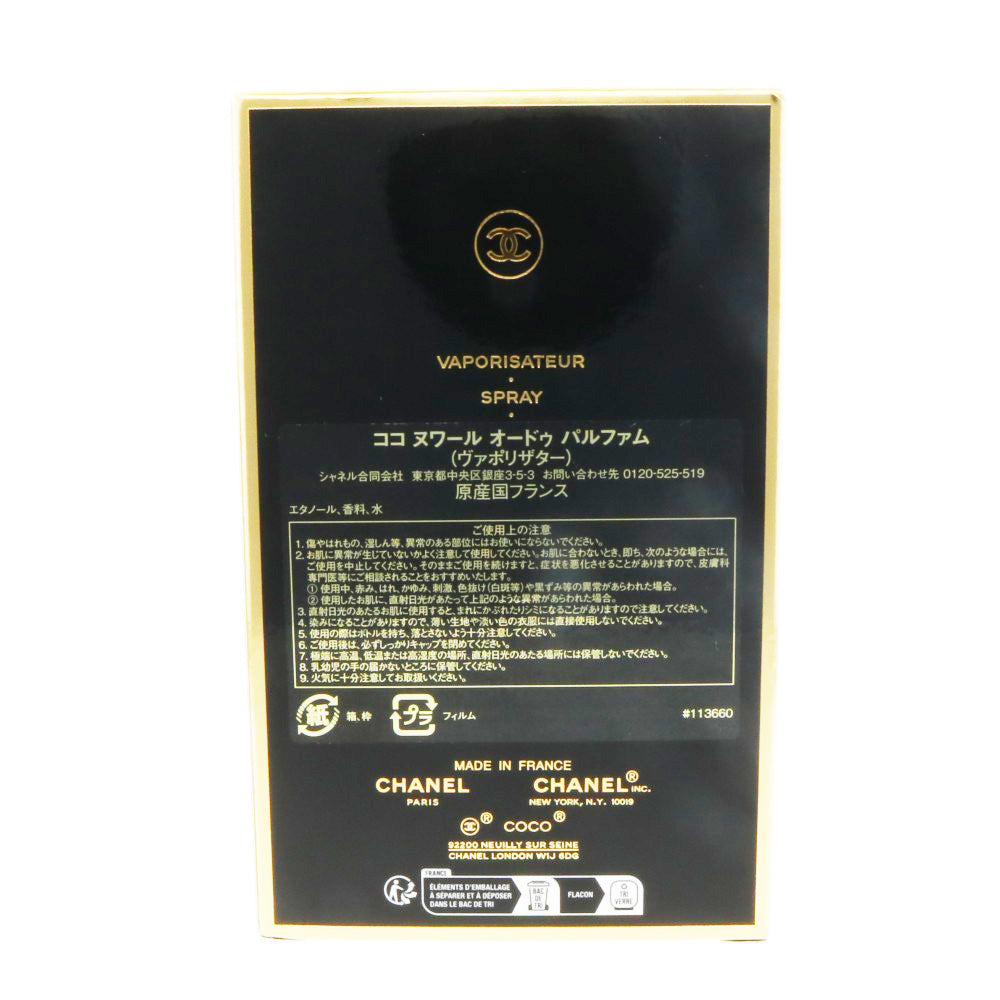 VAPORISATEUR
SPRAY
ココ ヌワール オードゥ パルファム
(ヴァポリザター)
シャネル合同会社 東京都中央区銀座3-5-3 お問い合わせ先 0120-525-519
原産国フランス
エタノール、香料、水
ご使用上の注意
1. 傷やはれもの、湿しん等、異常のある部位にはお使いにならないでください。
2. お肌に異常が生じていないかよく注意して使用してください。お肌に合わないとき、即ち、次のような場合には、
ご使用を中止してください。そのままご使用を続けますと、症状を悪化させることがありますので、皮膚科
専門医等にご相談されることをおすすめいたします。
① 使用中、赤み、はれ、かゆみ、刺激、色抜け(白斑等)や黒ずみ等の異常があらわれた場合。
② 使用したお肌に、直射日光があたって上記のような異常があらわれた場合。
3. 直射日光のあたるお肌に使用すると、まれにかぶれたりシミになることがありますので注意してください。
4. 染みになることがありますので、薄い生地や淡い色の衣服には直接使用しないでください。
5. 使用の際はボトルを持ち、落とさないよう十分注意してください。
6. ご使用後は、必ずしっかりキャップを閉めてください。
7. 極端に高温、低温または高湿度の場所、直射日光のあたる場所には保管しないでください。
8. 乳幼児の手の届かないところに保管してください。
9. 火気に十分注意してお取扱いください。
紙 箱、枠 プラ フィルム #113660
MADE IN FRANCE
CHANEL CHANEL® INC.
PARIS NEW YORK, N.Y. 10019
® COCO®
92200 NEUILLY SUR SEINE
CHANEL LONDON W1J 6DG
FRANCE
ÉLÉMENTS D'EMBALLAGE
À SÉPARER ET À DÉPOSER
DANS LE BAC DE TRI
BAC
DE
TRI
FLACON
TRI
VERRE